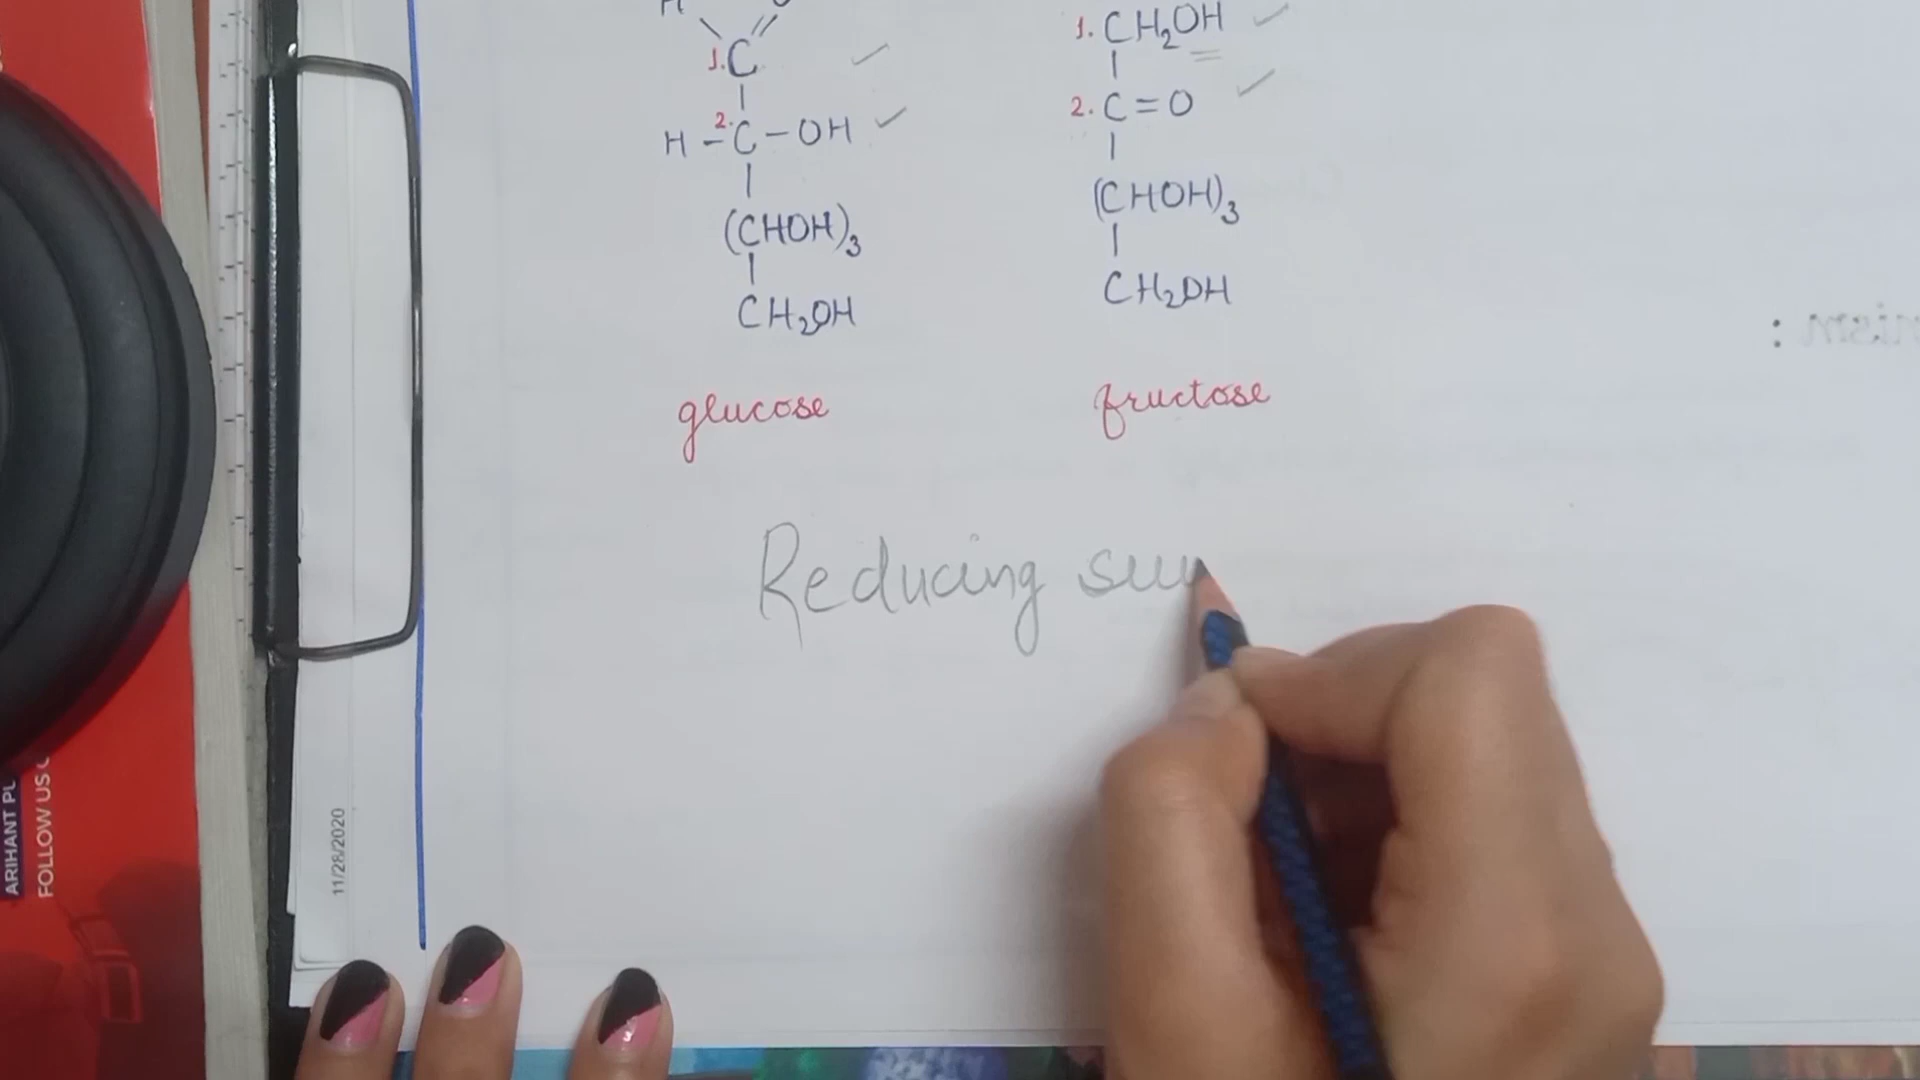 H
1. C
2.
H - C - OH
(CHOH)3
CH2OH
glucose
1. CH2OH
2. C = O
(CHOH)3
CH2OH
fructose
Reducing su
11/28/2020
ARIHANT PL
FOLLOW US